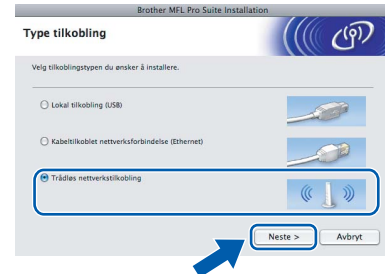 Brother MFL Pro Suite Installation
Type tilkobling
Velg tilkoblingstypen du ønsker å installere.
Lokal tilkobling (USB)
Kabeltilkoblet nettverksforbindelse (Ethernet)
Trådløs nettverkstilkobling
Neste >
Avbryt